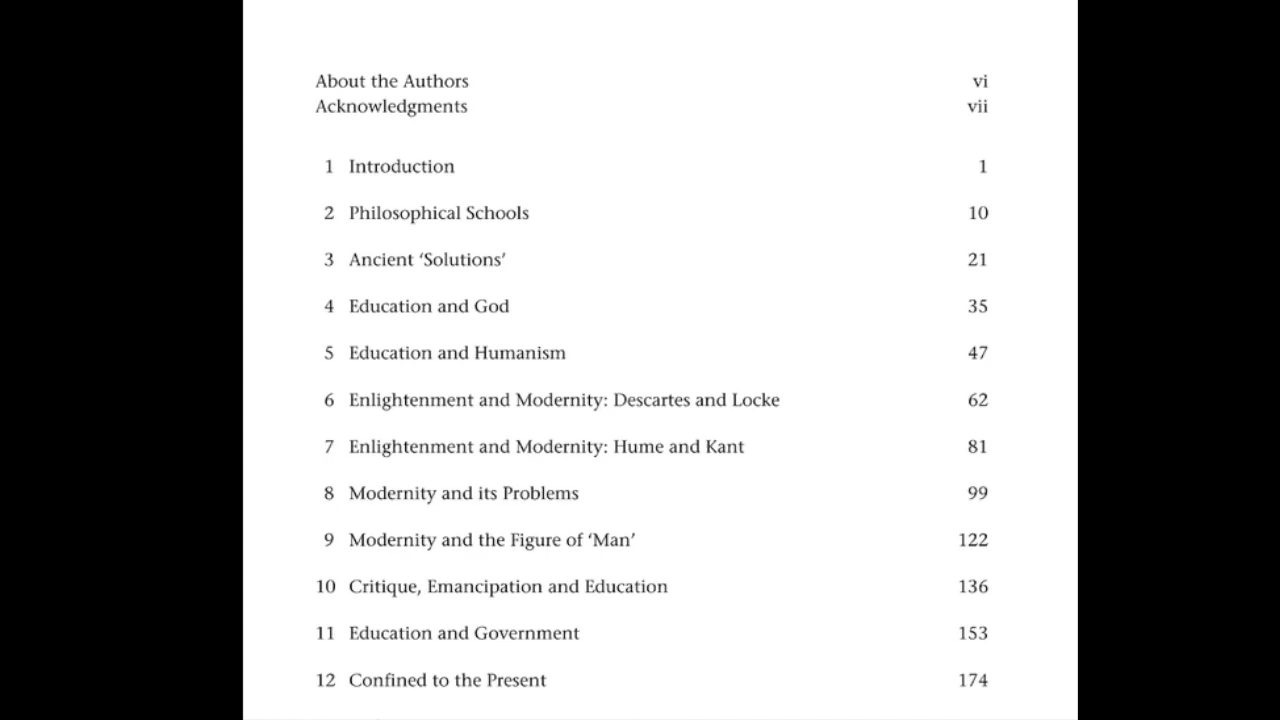 About the Authors vi
Acknowledgments vii
1 Introduction 1
2 Philosophical Schools 10
3 Ancient ‘Solutions’ 21
4 Education and God 35
5 Education and Humanism 47
6 Enlightenment and Modernity: Descartes and Locke 62
7 Enlightenment and Modernity: Hume and Kant 81
8 Modernity and its Problems 99
9 Modernity and the Figure of ‘Man’ 122
10 Critique, Emancipation and Education 136
11 Education and Government 153
12 Confined to the Present 174